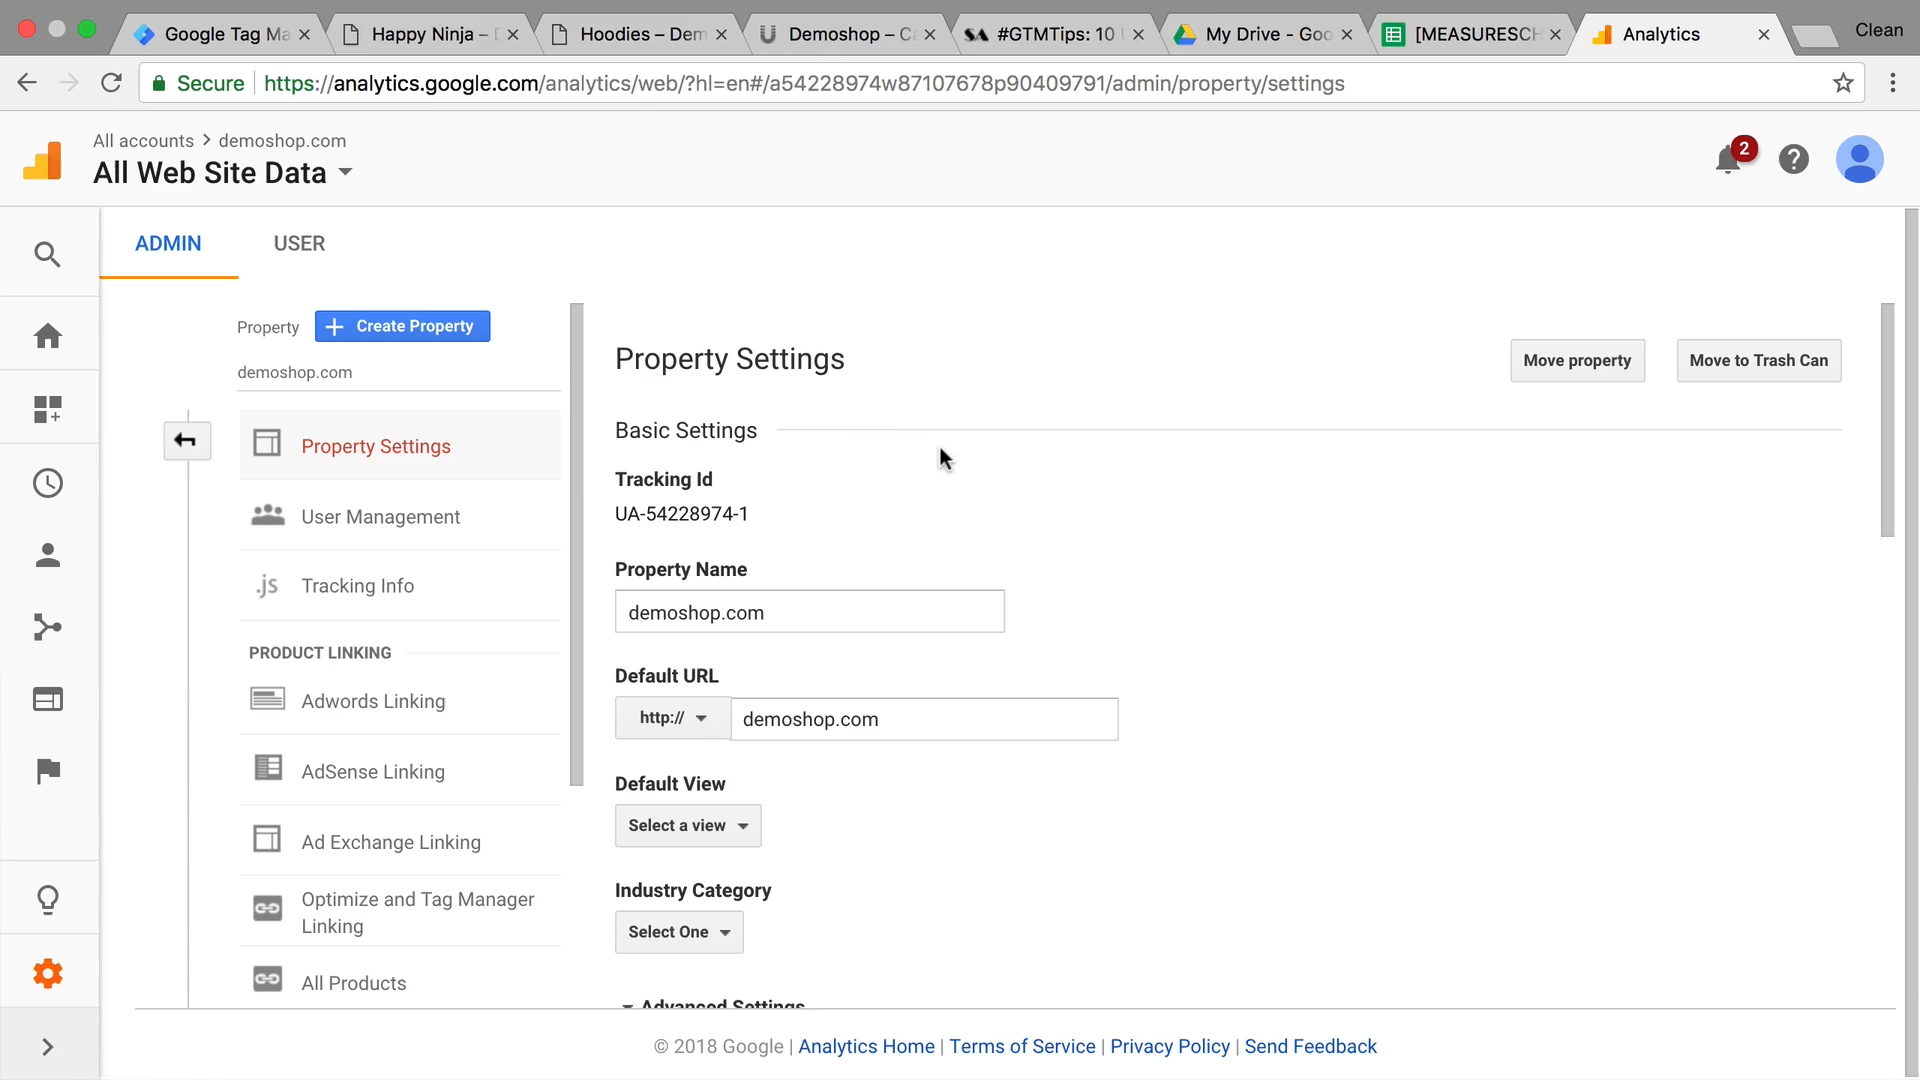 Google Tag Ma
Happy Ninja –
Hoodies – Dem
Demoshop – Ca
#GTMTips: 10
My Drive - Goo
[MEASURESCH
Analytics
Clean
Secure
https://analytics.google.com/analytics/web/?hl=en#/a54228974w87107678p90409791/admin/property/settings
All accounts > demoshop.com
All Web Site Data
2
ADMIN
USER
Property
Create Property
demoshop.com
Property Settings
User Management
.js Tracking Info
PRODUCT LINKING
Adwords Linking
AdSense Linking
Ad Exchange Linking
Optimize and Tag Manager
Linking
All Products
Property Settings
Move property
Move to Trash Can
Basic Settings
Tracking Id
UA-54228974-1
Property Name
demoshop.com
Default URL
http:// demoshop.com
Default View
Select a view
Industry Category
Select One
Advanced Settings
© 2018 Google | Analytics Home | Terms of Service | Privacy Policy | Send Feedback